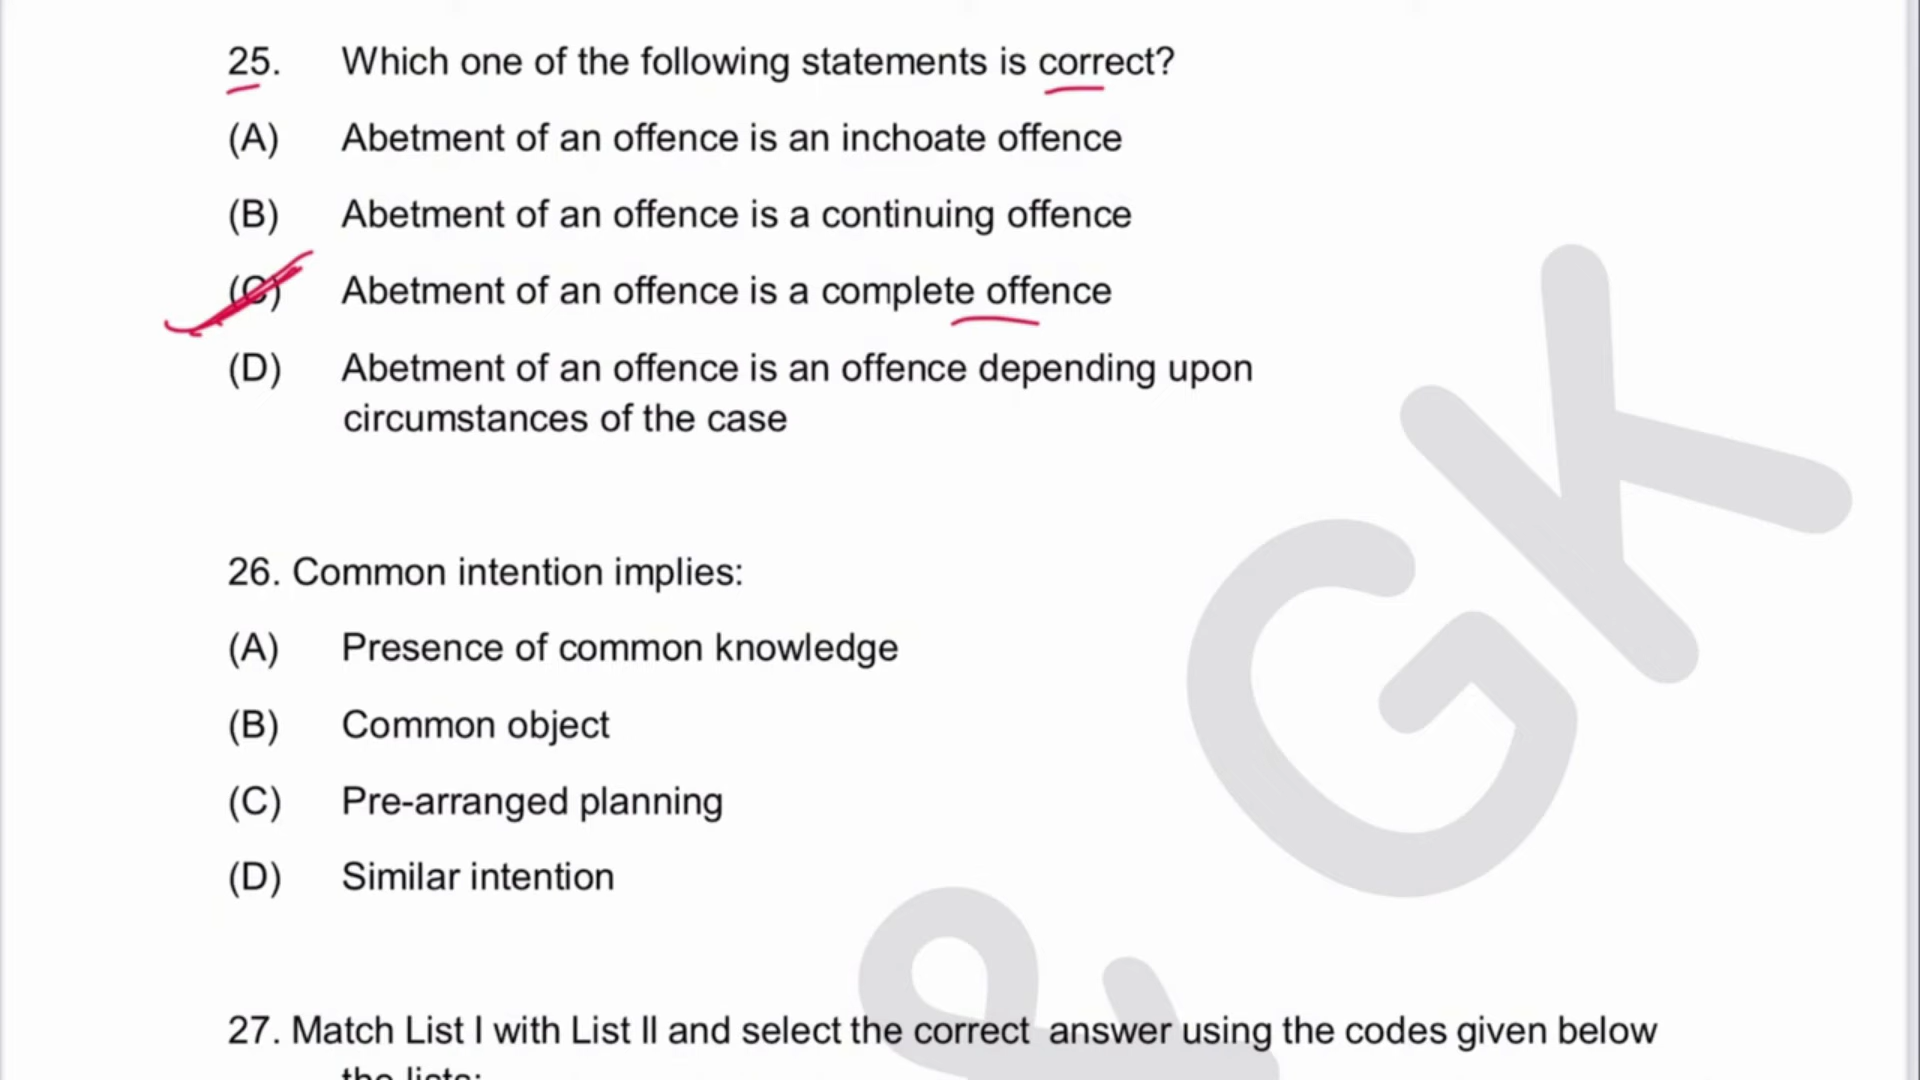 25. Which one of the following statements is correct?
(A) Abetment of an offence is an inchoate offence
(B) Abetment of an offence is a continuing offence
(C) Abetment of an offence is a complete offence
(D) Abetment of an offence is an offence depending upon
circumstances of the case
26. Common intention implies:
(A) Presence of common knowledge
(B) Common object
(C) Pre-arranged planning
(D) Similar intention
27. Match List I with List II and select the correct answer using the codes given below
the lists:
& GK